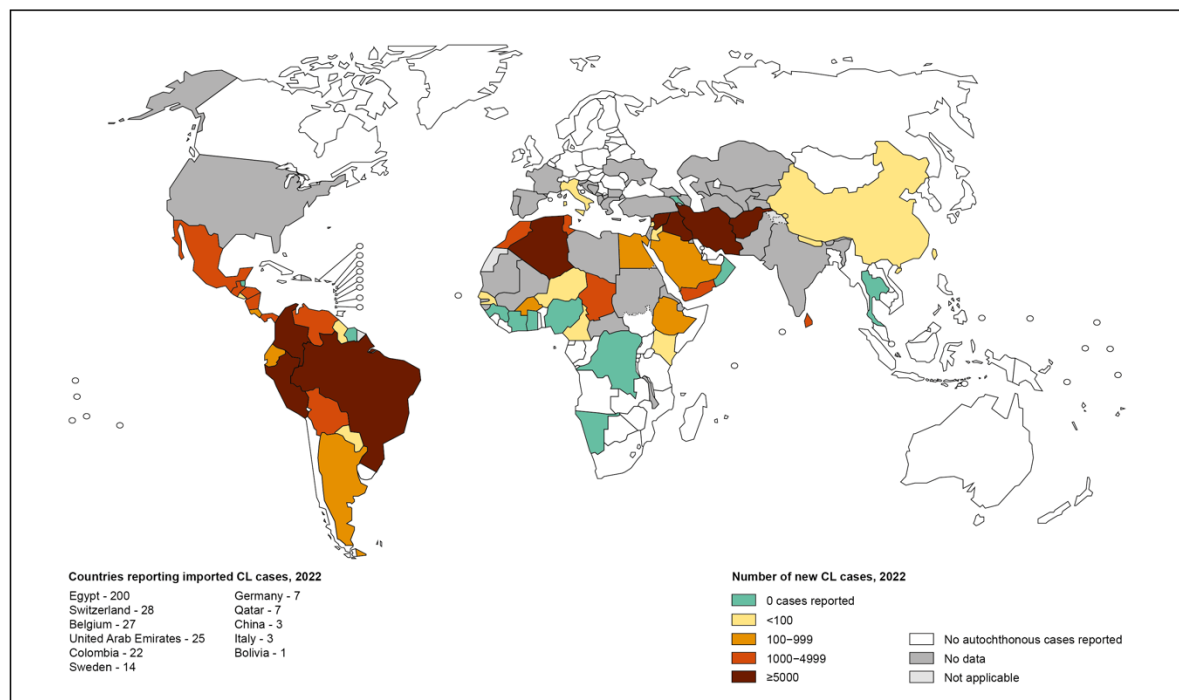 Countries reporting imported CL cases, 2022
Egypt - 200
Switzerland - 28
Belgium - 27
United Arab Emirates - 25
Colombia - 22
Sweden - 14
Germany - 7
Qatar - 7
China - 3
Italy - 3
Bolivia - 1
Number of new CL cases, 2022
0 cases reported
<100
100–999
1000–4999
≥5000
No autochthonous cases reported
No data
Not applicable